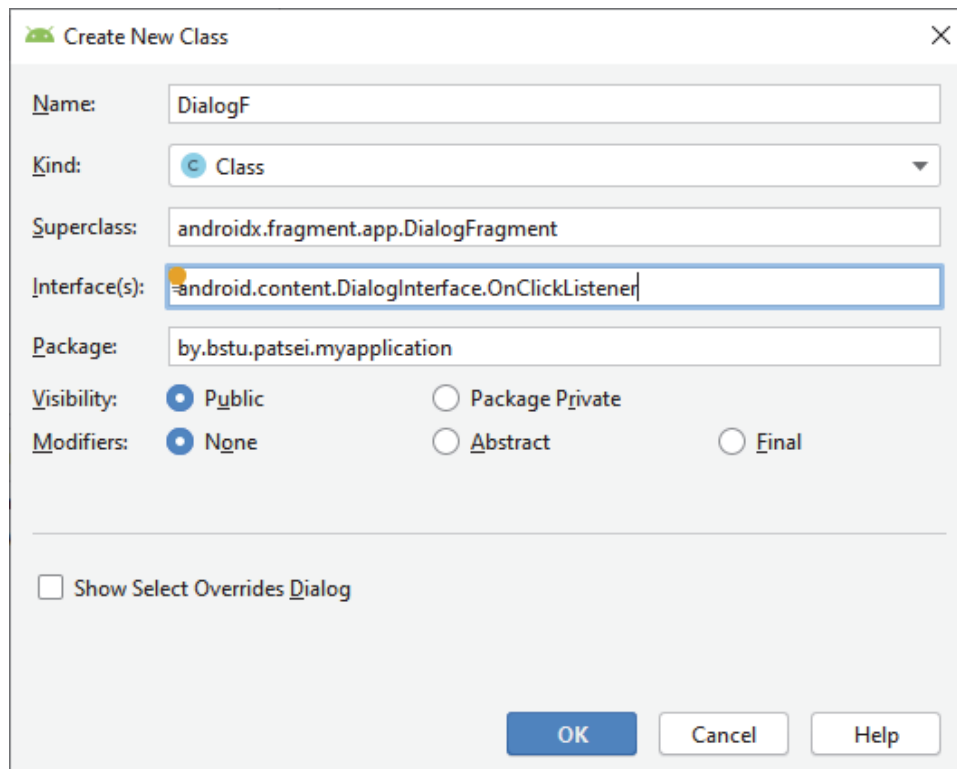 Create New Class
Name: DialogF
Kind: C Class
Superclass: androidx.fragment.app.DialogFragment
Interface(s): android.content.DialogInterface.OnClickListener
Package: by.bstu.patsei.myapplication
Visibility: Public Package Private
Modifiers: None Abstract Final
Show Select Overrides Dialog
OK Cancel Help